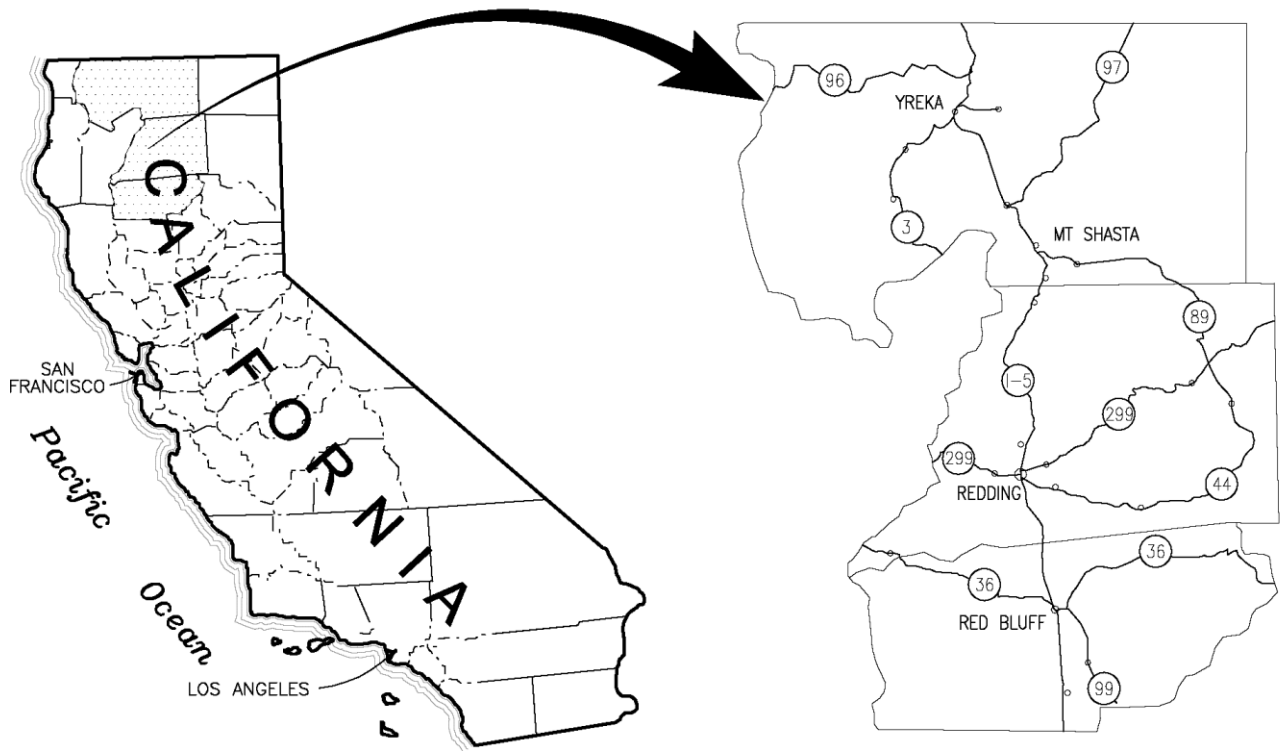 CALIFORNIA
SAN
FRANCISCO
Pacific
Ocean
LOS ANGELES
96
97
YREKA
3
MT SHASTA
89
I-5
299
299
REDDING
44
36
36
RED BLUFF
99